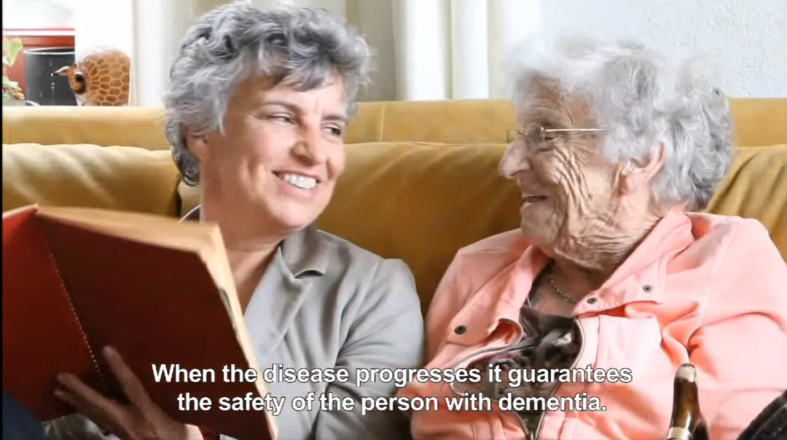 When the disease progresses it guarantees
the safety of the person with dementia.